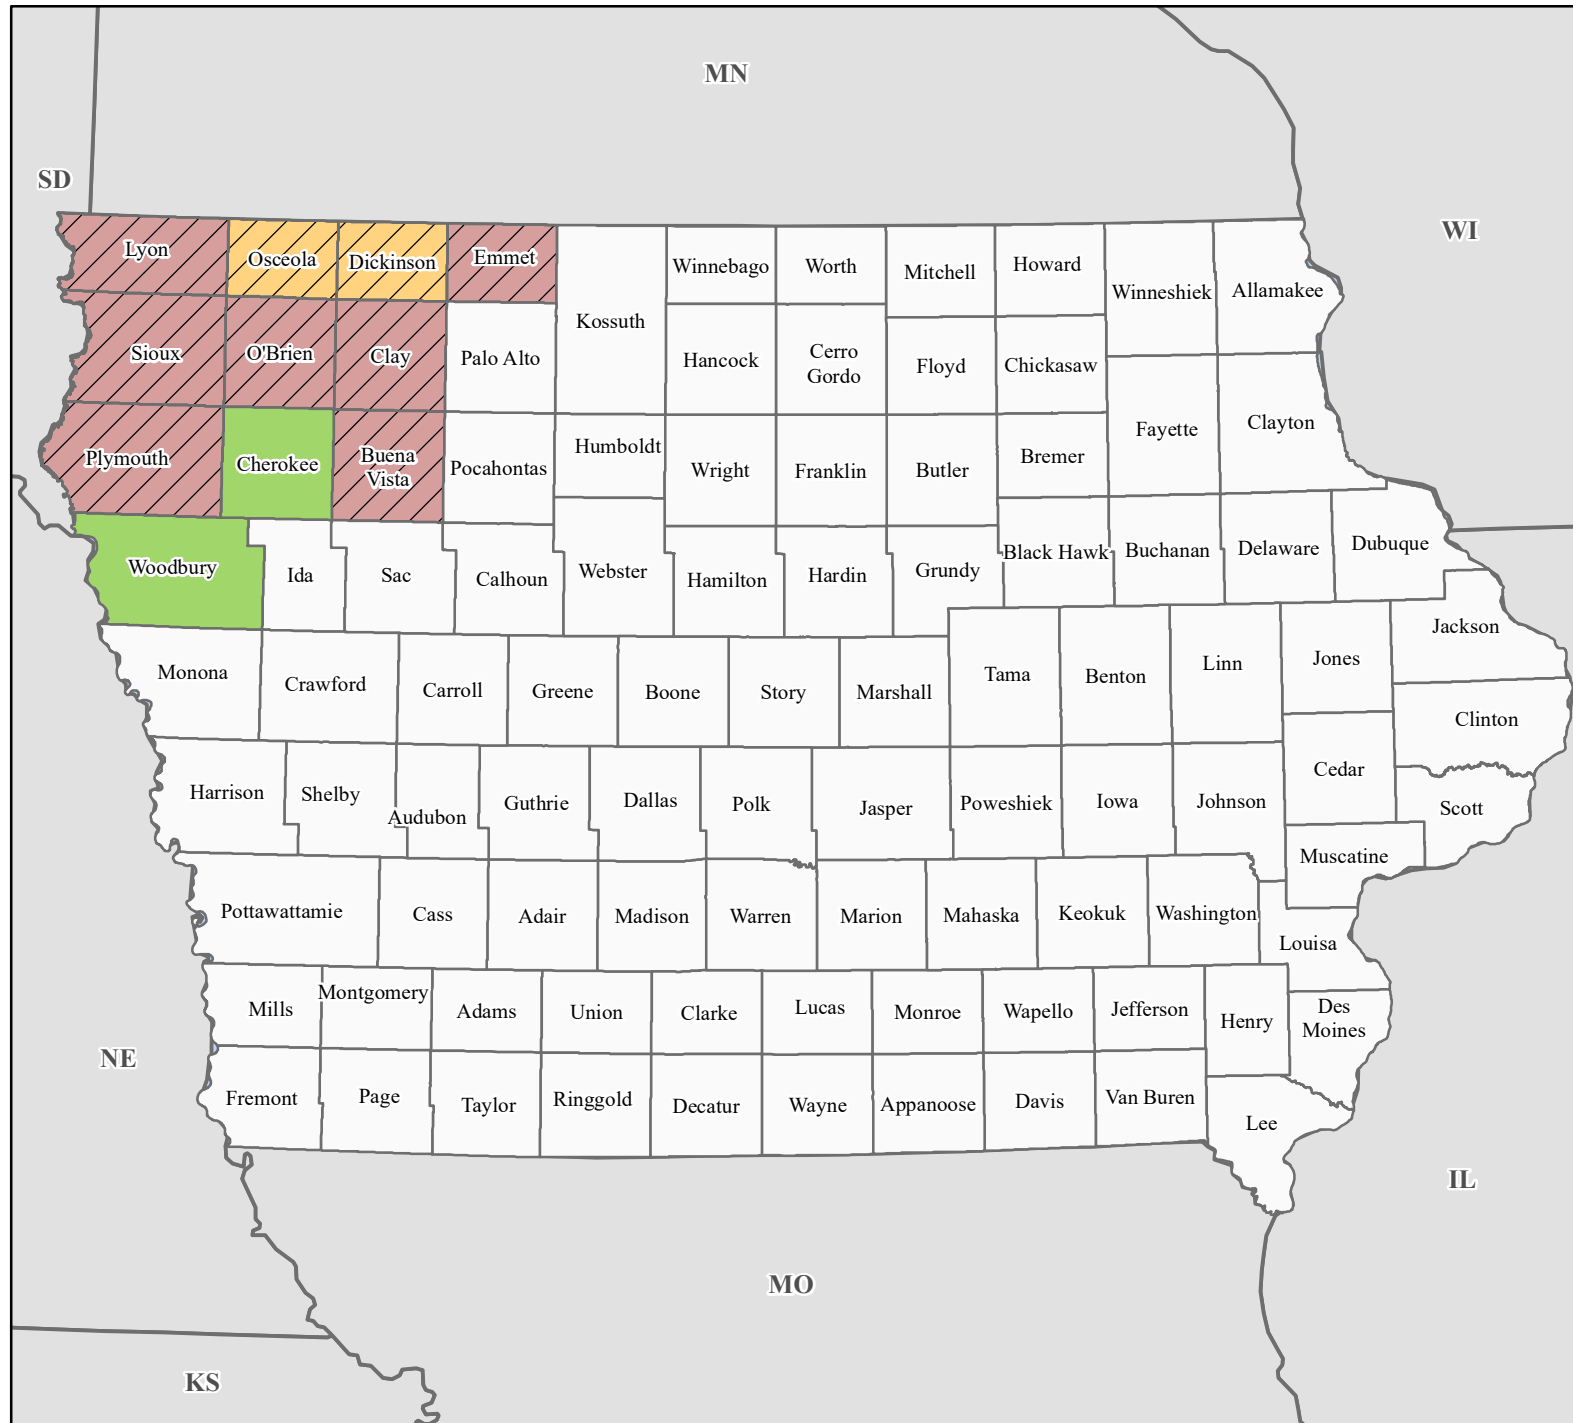 MN
SD
WI
Lyon
Osceola
Dickinson
Emmet
Winnebago
Worth
Mitchell
Howard
Winneshiek
Allamakee
Kossuth
Sioux
O'Brien
Clay
Palo Alto
Hancock
Cerro
Gordo
Floyd
Chickasaw
Fayette
Clayton
Plymouth
Cherokee
Buena
Vista
Pocahontas
Humboldt
Wright
Franklin
Butler
Bremer
Woodbury
Ida
Sac
Calhoun
Webster
Hamilton
Hardin
Grundy
Black Hawk
Buchanan
Delaware
Dubuque
Monona
Crawford
Carroll
Greene
Boone
Story
Marshall
Tama
Benton
Linn
Jones
Jackson
Clinton
Harrison
Shelby
Audubon
Guthrie
Dallas
Polk
Jasper
Poweshiek
Iowa
Johnson
Cedar
Scott
Muscatine
Pottawattamie
Cass
Adair
Madison
Warren
Marion
Mahaska
Keokuk
Washington
Louisa
Mills
Montgomery
Adams
Union
Clarke
Lucas
Monroe
Wapello
Jefferson
Henry
Des
Moines
NE
Fremont
Page
Taylor
Ringgold
Decatur
Wayne
Appanoose
Davis
Van Buren
Lee
IL
MO
KS